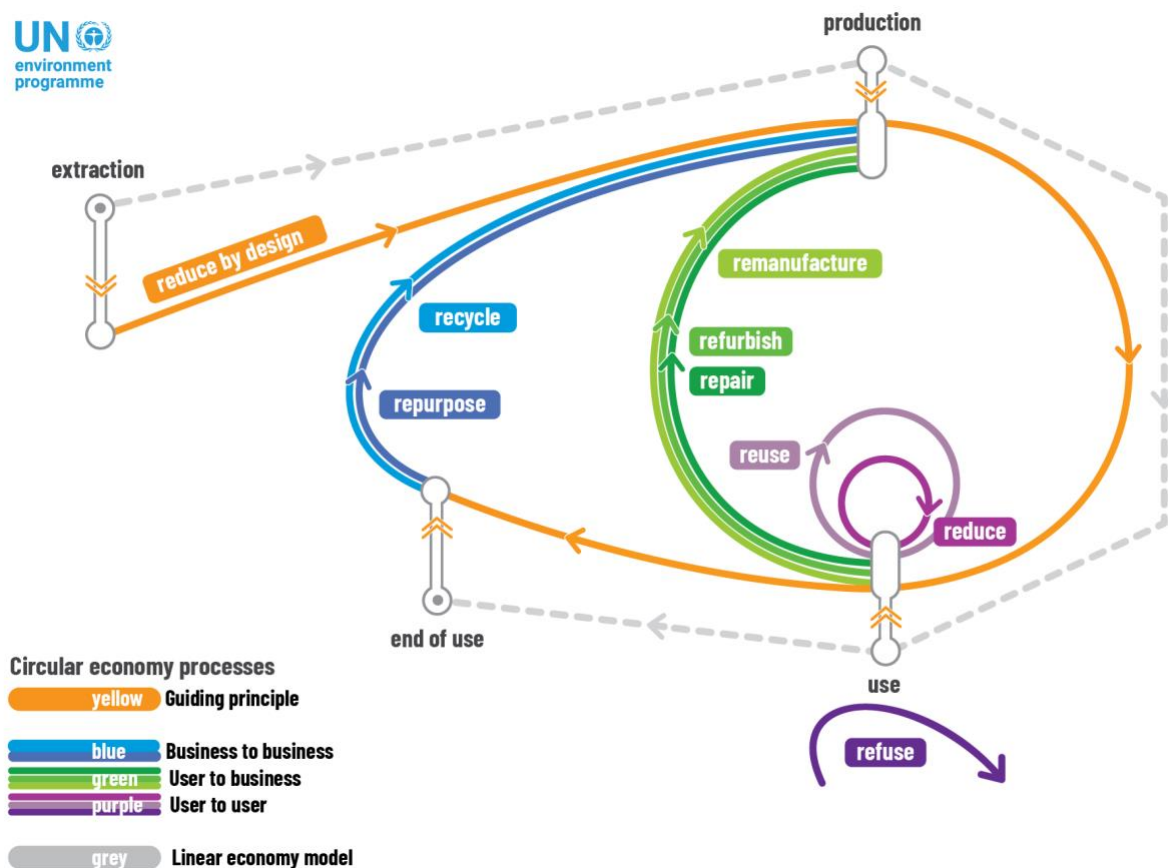 UN
environment
programme
production
extraction
reduce by design
remanufacture
recycle
refurbish
repair
repurpose
reuse
reduce
end of use
use
refuse
Circular economy processes
yellow Guiding principle
blue Business to business
green User to business
purple User to user
grey Linear economy model